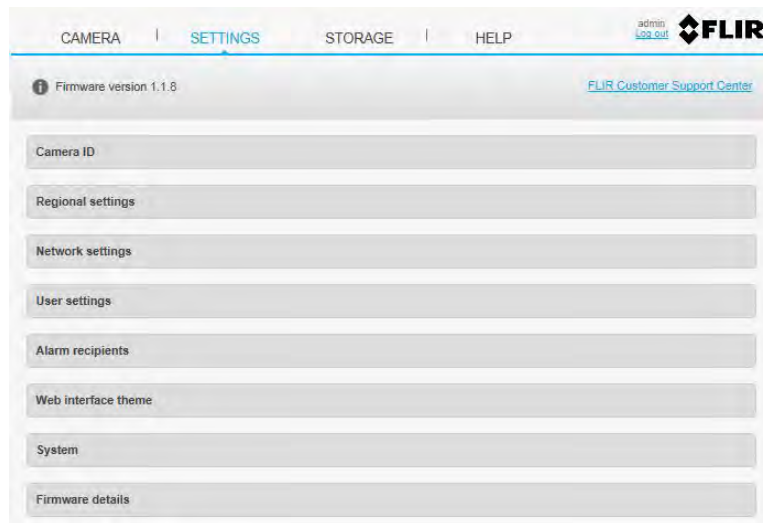 CAMERA | SETTINGS STORAGE | HELP
admin
Log out
FLIR
Firmware version 1.1.8
FLIR Customer Support Center
Camera ID
Regional settings
Network settings
User settings
Alarm recipients
Web interface theme
System
Firmware details